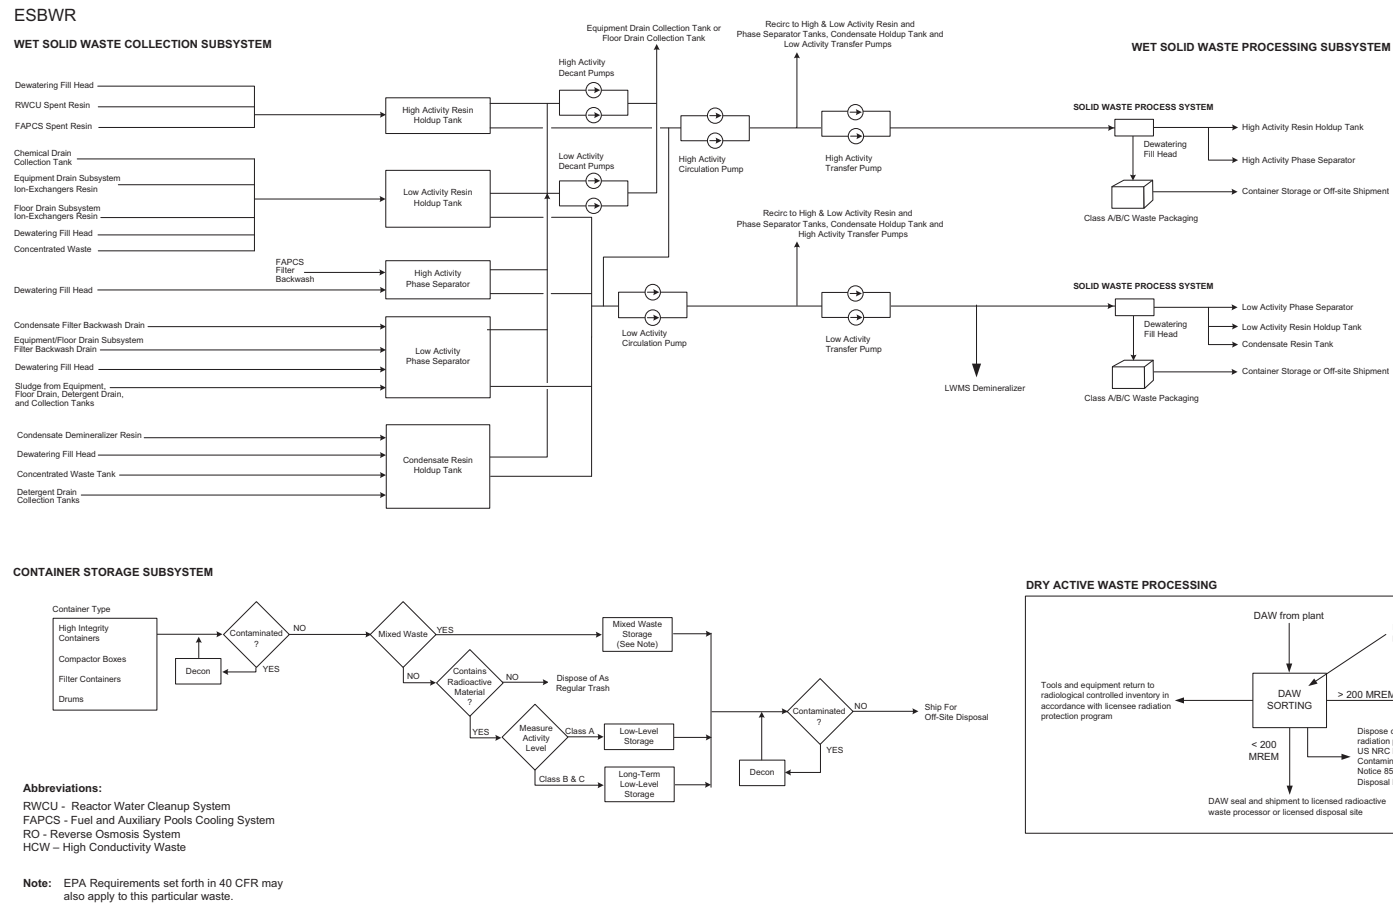 ESBWR
WET SOLID WASTE COLLECTION SUBSYSTEM
WET SOLID WASTE PROCESSING SUBSYSTEM
Equipment Drain Collection Tank or
Floor Drain Collection Tank
Recirc to High & Low Activity Resin and
Phase Separator Tanks, Condensate Holdup Tank and
Low Activity Transfer Pumps
High Activity
Decant Pumps
Dewatering Fill Head
RWCU Spent Resin
FAPCS Spent Resin
High Activity Resin
Holdup Tank
High Activity
Circulation Pump
High Activity
Transfer Pump
SOLID WASTE PROCESS SYSTEM
Dewatering
Fill Head
High Activity Resin Holdup Tank
High Activity Phase Separator
Container Storage or Off-site Shipment
Class A/B/C Waste Packaging
Chemical Drain
Collection Tank
Equipment Drain Subsystem
Ion-Exchangers Resin
Floor Drain Subsystem
Ion-Exchangers Resin
Dewatering Fill Head
Concentrated Waste
Low Activity Resin
Holdup Tank
Low Activity
Decant Pumps
Recirc to High & Low Activity Resin and
Phase Separator Tanks, Condensate Holdup Tank and
High Activity Transfer Pumps
FAPCS
Filter
Backwash
Dewatering Fill Head
High Activity
Phase Separator
Low Activity
Circulation Pump
Low Activity
Transfer Pump
LWMS Demineralizer
SOLID WASTE PROCESS SYSTEM
Dewatering
Fill Head
Low Activity Phase Separator
Low Activity Resin Holdup Tank
Condensate Resin Tank
Container Storage or Off-site Shipment
Class A/B/C Waste Packaging
Condensate Filter Backwash Drain
Equipment/Floor Drain Subsystem
Filter Backwash Drain
Dewatering Fill Head
Sludge from Equipment,
Floor Drain, Detergent Drain,
and Collection Tanks
Low Activity
Phase Separator
Condensate Demineralizer Resin
Dewatering Fill Head
Concentrated Waste Tank
Detergent Drain
Collection Tanks
Condensate Resin
Holdup Tank
CONTAINER STORAGE SUBSYSTEM
Container Type
High Integrity
Containers
Compactor Boxes
Filter Containers
Drums
Decon
Contaminated
?
NO
YES
Mixed Waste
YES
NO
Mixed Waste
Storage
(See Note)
Contains
Radioactive
Material
?
NO
Dispose of As
Regular Trash
YES
Measure
Activity
Level
Class A
Low-Level
Storage
Class B & C
Long-Term
Low-Level
Storage
Decon
Contaminated
?
NO
YES
Ship For
Off-Site Disposal
DRY ACTIVE WASTE PROCESSING
DAW from plant
Tools and equipment return to
radiological controlled inventory in
accordance with licensee radiation
protection program
DAW
SORTING
> 200 MREM
< 200
MREM
Dispose
radiation
US NRC
Contamin
Notice 85
Disposal
DAW seal and shipment to licensed radioactive
waste processor or licensed disposal site
Abbreviations:
RWCU - Reactor Water Cleanup System
FAPCS - Fuel and Auxiliary Pools Cooling System
RO - Reverse Osmosis System
HCW – High Conductivity Waste
Note: EPA Requirements set forth in 40 CFR may
also apply to this particular waste.